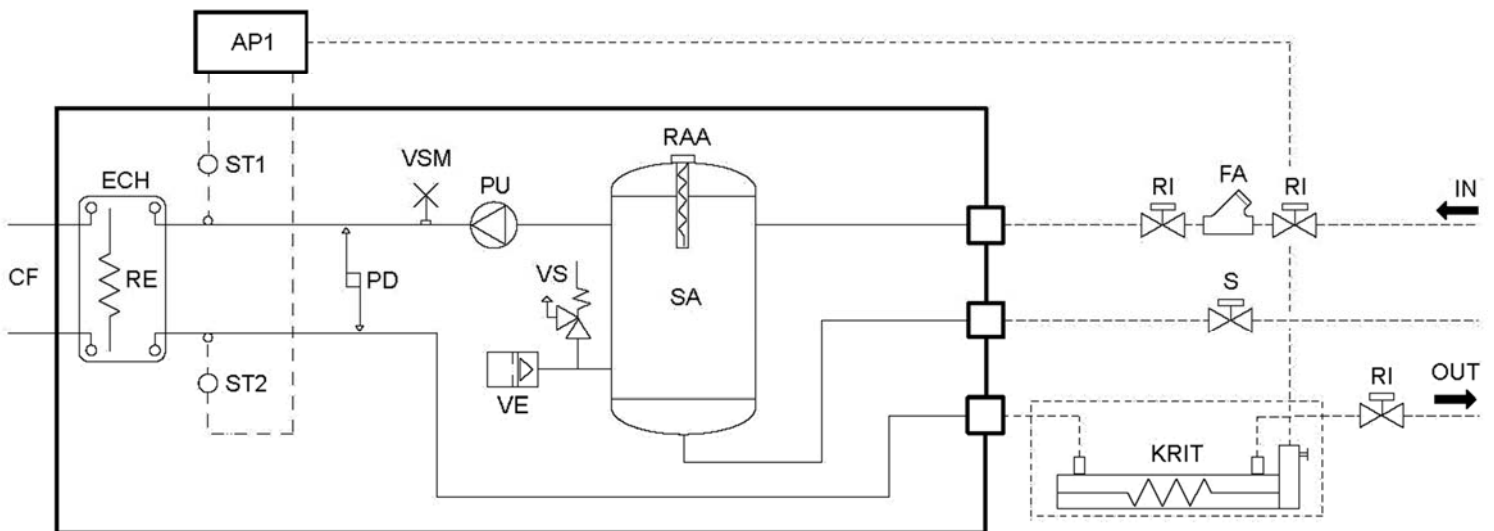 AP1
ST1
VSM
RAA
ECH
PU
RI
FA
RI
IN
CF
RE
PD
VS
SA
S
ST2
VE
RI
OUT
KRIT